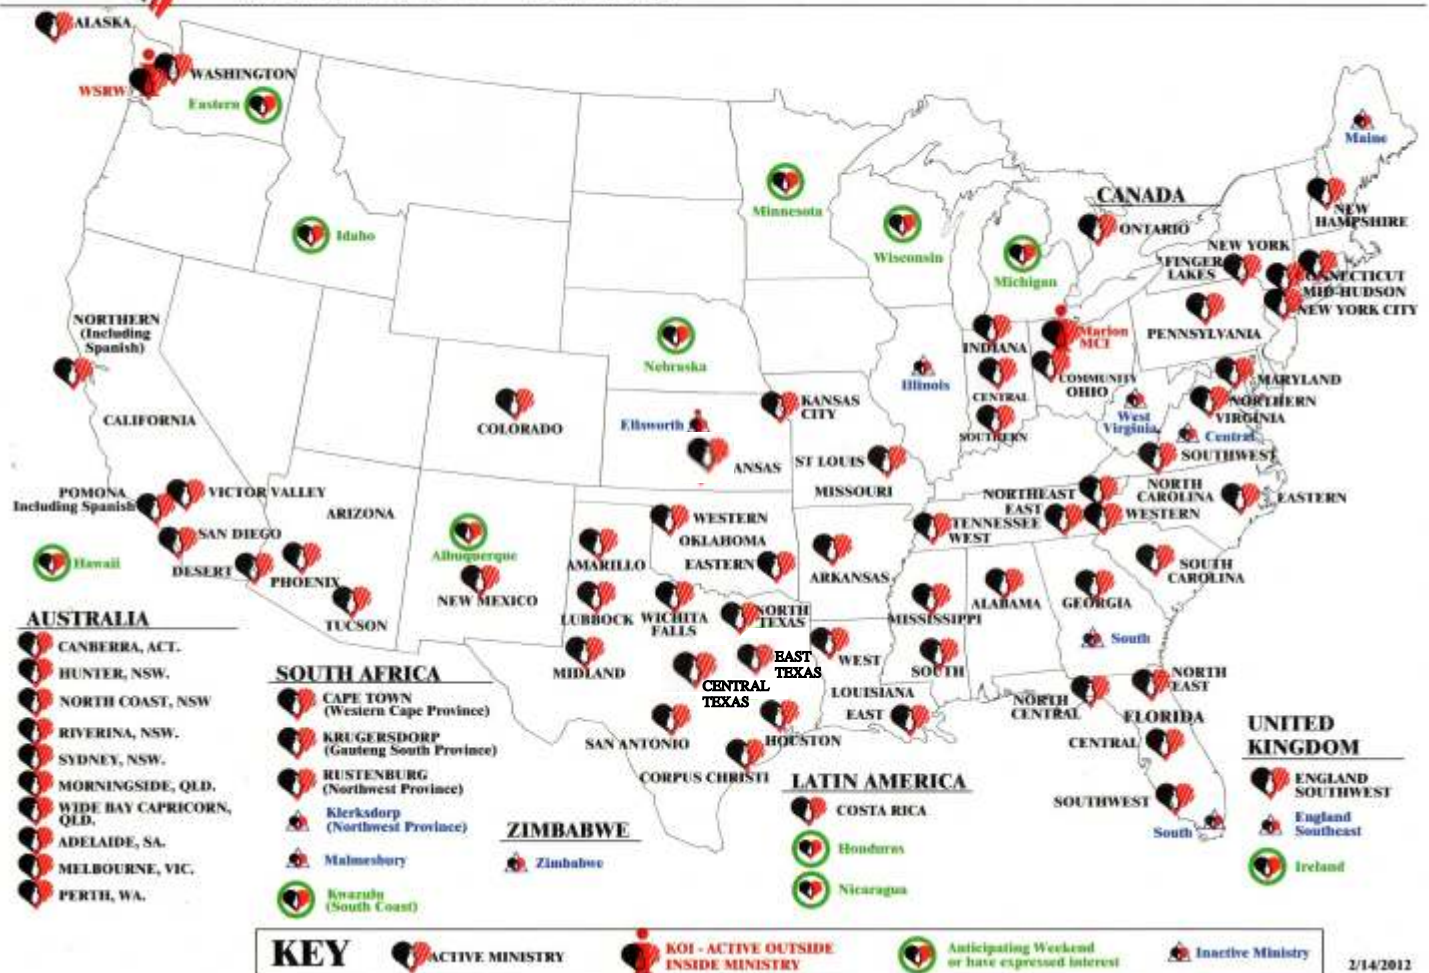 ALASKA
WASHINGTON
WSRW
Eastern
Idaho
Minnesota
Wisconsin
Michigan
Nebraska
Maine
CANADA
ONTARIO
NEW
HAMPSHIRE
NEW YORK
FINGER
LAKES
ONNECTICUT
MID-HUDSON
NEW YORK CITY
PENNSYLVANIA
NORTHERN
(Including
Spanish)
CALIFORNIA
COLORADO
Ellsworth
ANSAS
KANSAS
CITY
ST LOUIS
MISSOURI
Illinois
INDIANA
CENTRAL
SOUTHERN
Marion
MCI
COMMUNITY
OHIO
West
Virginia
MARYLAND
NORTHERN
VIRGINIA
Central
SOUTHWEST
POMONA
Including Spanish
VICTOR VALLEY
SAN DIEGO
DESERT
ARIZONA
PHOENIX
TUCSON
Hawaii
Albuquerque
NEW MEXICO
AMARILLO
LUBBOCK
MIDLAND
WICHITA
FALLS
WESTERN
OKLAHOMA
EASTERN
NORTH
TEXAS
EAST
TEXAS
CENTRAL
TEXAS
SAN ANTONIO
HOUSTON
CORPUS CHRISTI
ARKANSAS
WEST
LOUISIANA
EAST
NORTHEAST
EAST
TENNESSEE
WEST
NORTH
CAROLINA
WESTERN
EASTERN
SOUTH
CAROLINA
MISSISSIPPI
SOUTH
ALABAMA
GEORGIA
South
NORTH
CENTRAL
NORTH
EAST
FLORIDA
CENTRAL
SOUTHWEST
South
AUSTRALIA
CANBERRA, ACT.
HUNTER, NSW.
NORTH COAST, NSW
RIVERINA, NSW.
SYDNEY, NSW.
MORNINGSIDE, QLD.
WIDE BAY CAPRICORN,
QLD.
ADELAIDE, SA.
MELBOURNE, VIC.
PERTH, WA.
SOUTH AFRICA
CAPE TOWN
(Western Cape Province)
KRUGERSDORP
(Gauteng South Province)
RUSTENBURG
(Northwest Province)
Klerksdorp
(Northwest Province)
Malmesbury
Kwazulu
(South Coast)
ZIMBABWE
Zimbabwe
LATIN AMERICA
COSTA RICA
Honduras
Nicaragua
UNITED
KINGDOM
ENGLAND
SOUTHWEST
England
Southeast
Ireland
KEY
ACTIVE MINISTRY
KOI - ACTIVE OUTSIDE
INSIDE MINISTRY
Anticipating Weekend
or have expressed interest
Inactive Ministry
2/14/2012